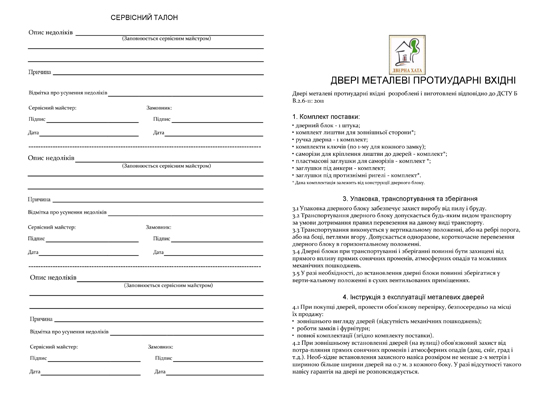 СЕРВІСНИЙ ТАЛОН
Опис недоліків
(Заповнюється сервісним майстром)
Причина
Відмітка про усунення недоліків
Сервісний майстер: Замовник:
Підпис Підпис
Дата Дата
Опис недоліків
(Заповнюється сервісним майстром)
Причина
Відмітка про усунення недоліків
Сервісний майстер: Замовник:
Підпис Підпис
Дата Дата
Опис недоліків
(Заповнюється сервісним майстром)
Причина
Відмітка про усунення недоліків
Сервісний майстер: Замовник:
Підпис Підпис
Дата Дата
ДВЕРНА ХАТА
ДВЕРІ МЕТАЛЕВІ ПРОТИУДАРНІ ВХІДНІ
Двері металеві протиударні вхідні розроблені і виготовлені відповідно до ДСТУ Б
В.2.6-11: 2011
1. Комплект поставки:
• дверний блок - 1 штука;
• комплект лиштви для зовнішньої сторони*;
• ручка дверна - 1 комплект;
• комплекти ключів (по 1-му для кожного замку);
• саморізи для кріплення лиштви до дверей - комплект*;
• пластмасові заглушки для саморізів – комплект *;
• заглушки під анкери - комплект;
• заглушки під протизнімні ригелі - комплект*.
* Дана комплектація залежить від конструкції дверного блоку.
3. Упаковка, транспортування та зберігання
3.1 Упаковка дверного блоку забезпечує захист виробу від пилу і бруду.
3.2 Транспортування дверного блоку допускається будь-яким видом транспорту
за умови дотримання правил перевезення на даному виді транспорту.
3.3 Транспортування виконується у вертикальному положенні, або на ребрі порога,
або на боці, петлями вгору. Допускається одноразове, короткочасне перевезення
дверного блоку в горизонтальному положенні.
3.4 Дверні блоки при транспортуванні і зберіганні повинні бути захищені від
прямого впливу прямих сонячних променів, атмосферних опадів та можливих
механічних пошкоджень.
3.5 У разі необхідності, до встановлення дверні блоки повинні зберігатися у
верти-кальному положенні в сухих вентильованих приміщеннях.
4. Інструкція з експлуатації металевих дверей
4.1 При покупці дверей, провести обов'язкову перевірку, безпосередньо на місці
їх продажу:
• зовнішнього вигляду дверей (відсутність механічних пошкоджень);
• роботи замків і фурнітури;
• повної комплектації (згідно комплекту поставки).
4.2 При зовнішньому встановленні дверей (на вулиці) обов'язковий захист від
потра-пляння прямих сонячних променів і атмосферних опадів (дощ, сніг, град і
т.д.). Необ-хідне встановлення захисного навіса розміром не менше 2-х метрів і
шириною більше ширини дверей на 0.7 м. з кожного боку. У разі відсутності такого
навісу гарантія на двері не розповсюджується.